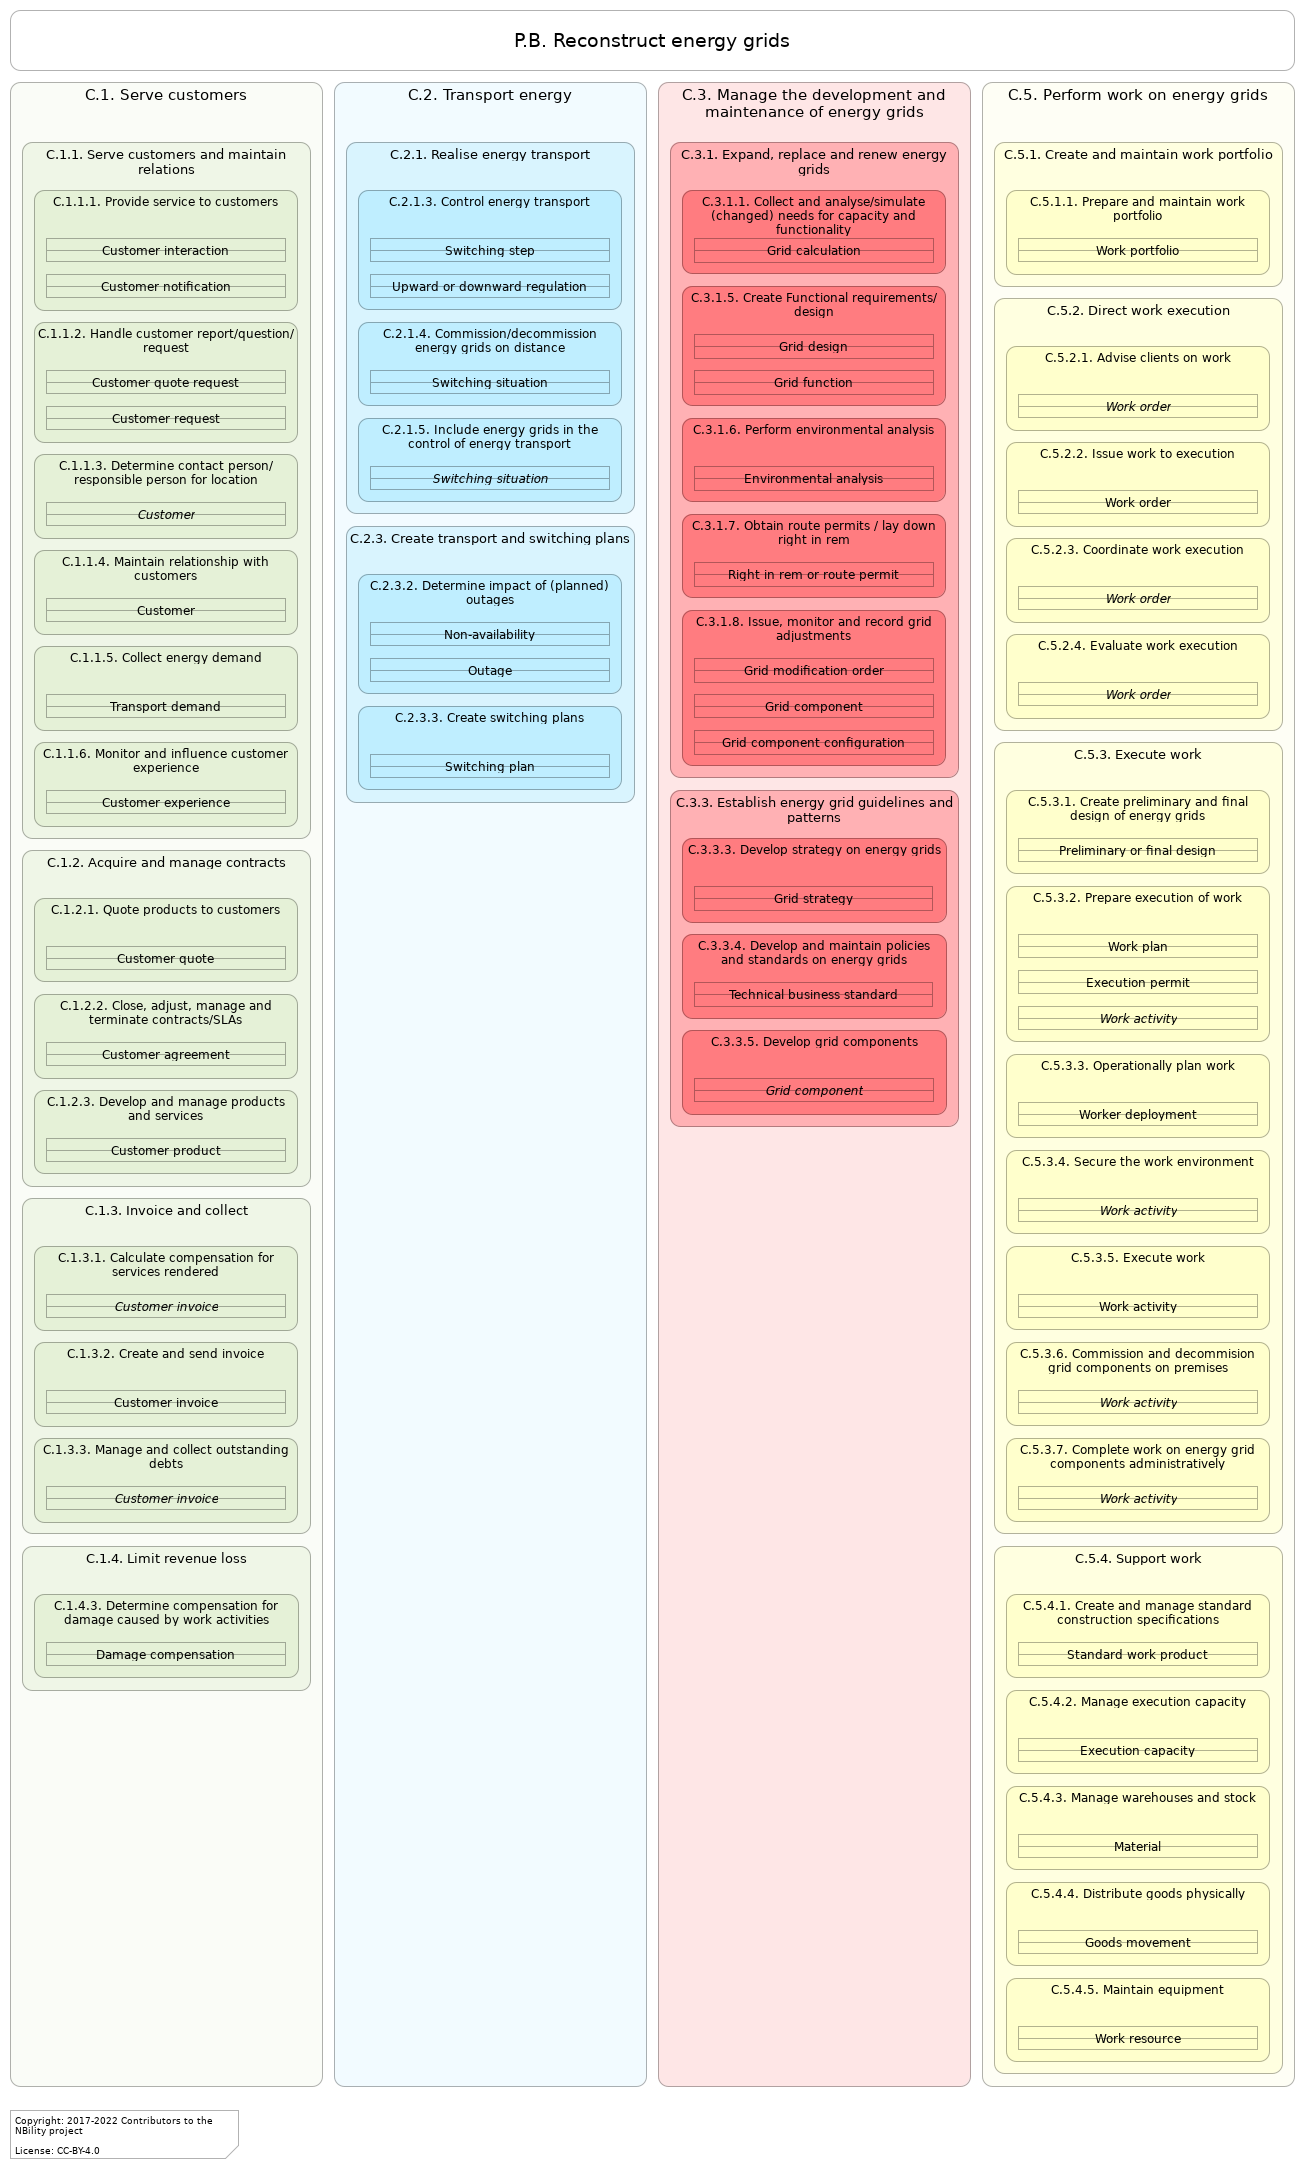 P.B. Reconstruct energy grids
C.1. Serve customers
C.1.1. Serve customers and maintain
relations
C.1.1.1. Provide service to customers
Customer interaction
Customer notification
C.1.1.2. Handle customer report/question/
request
Customer quote request
Customer request
C.1.1.3. Determine contact person/
responsible person for location
Customer
C.1.1.4. Maintain relationship with
customers
Customer
C.1.1.5. Collect energy demand
Transport demand
C.1.1.6. Monitor and influence customer
experience
Customer experience
C.1.2. Acquire and manage contracts
C.1.2.1. Quote products to customers
Customer quote
C.1.2.2. Close, adjust, manage and
terminate contracts/SLAs
Customer agreement
C.1.2.3. Develop and manage products
and services
Customer product
C.1.3. Invoice and collect
C.1.3.1. Calculate compensation for
services rendered
Customer invoice
C.1.3.2. Create and send invoice
Customer invoice
C.1.3.3. Manage and collect outstanding
debts
Customer invoice
C.1.4. Limit revenue loss
C.1.4.3. Determine compensation for
damage caused by work activities
Damage compensation
C.2. Transport energy
C.2.1. Realise energy transport
C.2.1.3. Control energy transport
Switching step
Upward or downward regulation
C.2.1.4. Commission/decommission
energy grids on distance
Switching situation
C.2.1.5. Include energy grids in the
control of energy transport
Switching situation
C.2.3. Create transport and switching plans
C.2.3.2. Determine impact of (planned)
outages
Non-availability
Outage
C.2.3.3. Create switching plans
Switching plan
C.3. Manage the development and
maintenance of energy grids
C.3.1. Expand, replace and renew energy
grids
C.3.1.1. Collect and analyse/simulate
(changed) needs for capacity and
functionality
Grid calculation
C.3.1.5. Create Functional requirements/
design
Grid design
Grid function
C.3.1.6. Perform environmental analysis
Environmental analysis
C.3.1.7. Obtain route permits / lay down
right in rem
Right in rem or route permit
C.3.1.8. Issue, monitor and record grid
adjustments
Grid modification order
Grid component
Grid component configuration
C.3.3. Establish energy grid guidelines and
patterns
C.3.3.3. Develop strategy on energy grids
Grid strategy
C.3.3.4. Develop and maintain policies
and standards on energy grids
Technical business standard
C.3.3.5. Develop grid components
Grid component
C.5. Perform work on energy grids
C.5.1. Create and maintain work portfolio
C.5.1.1. Prepare and maintain work
portfolio
Work portfolio
C.5.2. Direct work execution
C.5.2.1. Advise clients on work
Work order
C.5.2.2. Issue work to execution
Work order
C.5.2.3. Coordinate work execution
Work order
C.5.2.4. Evaluate work execution
Work order
C.5.3. Execute work
C.5.3.1. Create preliminary and final
design of energy grids
Preliminary or final design
C.5.3.2. Prepare execution of work
Work plan
Execution permit
Work activity
C.5.3.3. Operationally plan work
Worker deployment
C.5.3.4. Secure the work environment
Work activity
C.5.3.5. Execute work
Work activity
C.5.3.6. Commission and decommision
grid components on premises
Work activity
C.5.3.7. Complete work on energy grid
components administratively
Work activity
C.5.4. Support work
C.5.4.1. Create and manage standard
construction specifications
Standard work product
C.5.4.2. Manage execution capacity
Execution capacity
C.5.4.3. Manage warehouses and stock
Material
C.5.4.4. Distribute goods physically
Goods movement
C.5.4.5. Maintain equipment
Work resource
Copyright: 2017-2022 Contributors to the
NBility project
License: CC-BY-4.0